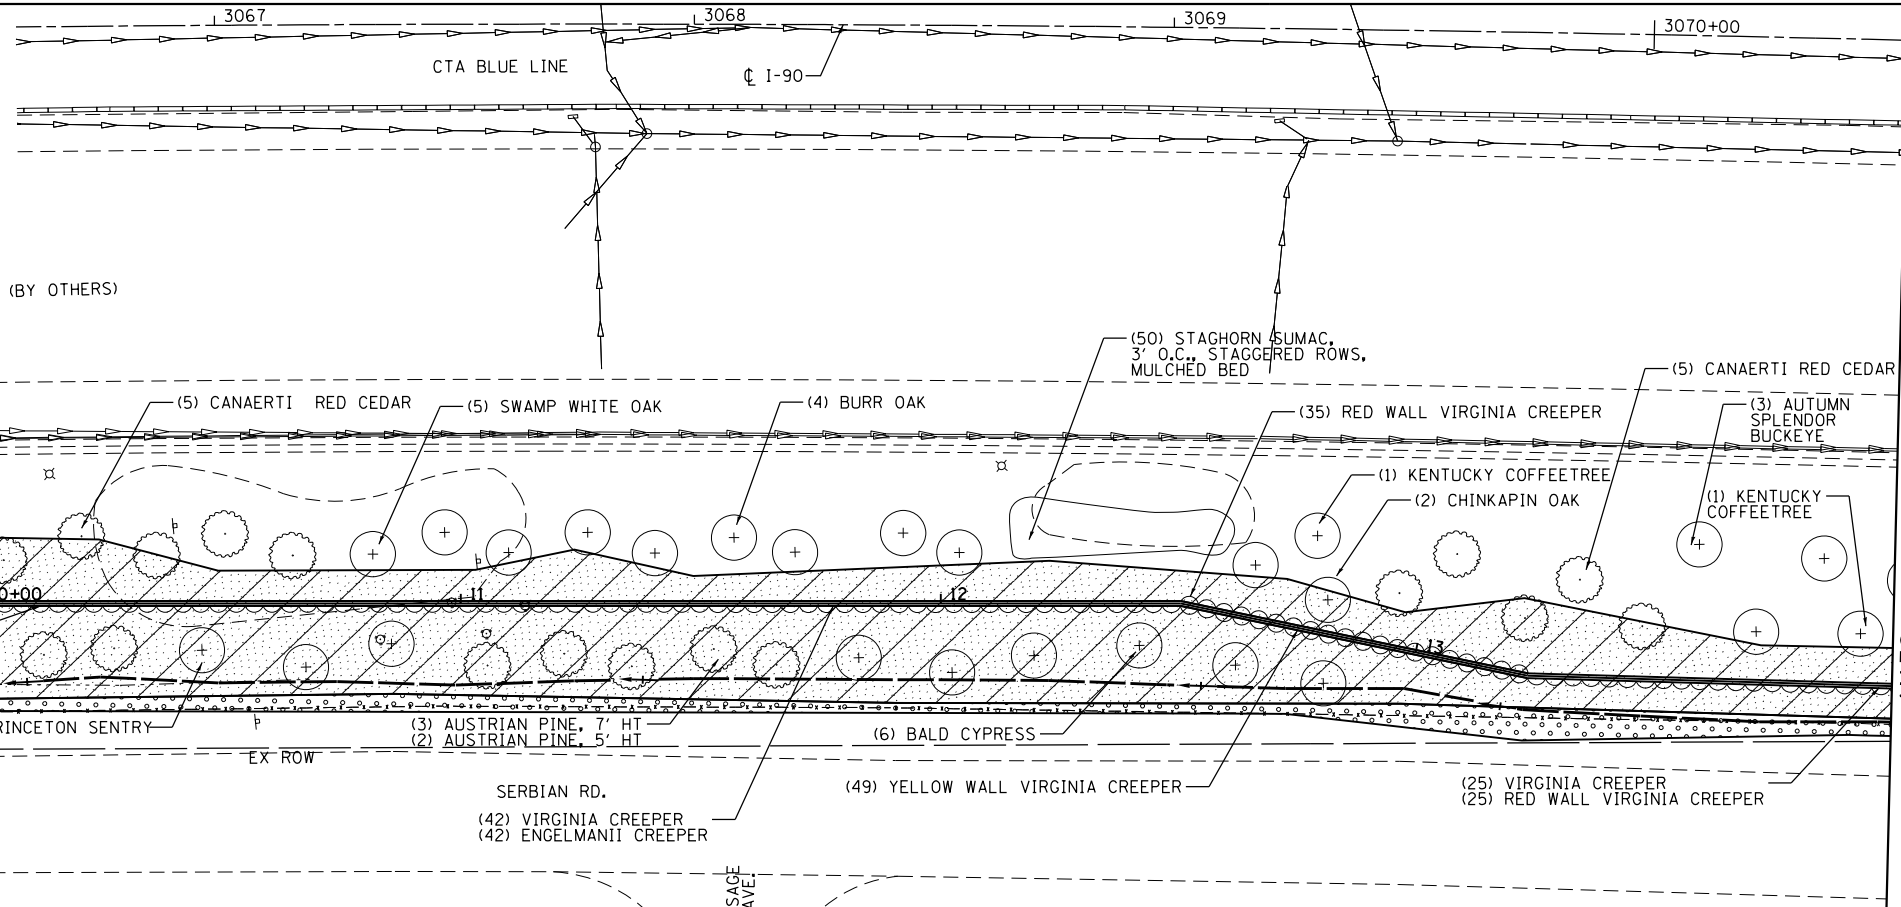 3067
3068
3069
3070+00
CTA BLUE LINE
℄ I-90
(BY OTHERS)
(50) STAGHORN SUMAC,
3' O.C., STAGGERED ROWS,
MULCHED BED
(5) CANAERTI RED CEDAR
(5) CANAERTI RED CEDAR
(5) SWAMP WHITE OAK
(4) BURR OAK
(35) RED WALL VIRGINIA CREEPER
(3) AUTUMN
SPLENDOR
BUCKEYE
(1) KENTUCKY COFFEETREE
(2) CHINKAPIN OAK
(1) KENTUCKY
COFFEETREE
0+00
11
12
13
RINCETON SENTRY
(3) AUSTRIAN PINE, 7' HT
(2) AUSTRIAN PINE, 5' HT
(6) BALD CYPRESS
EX ROW
SERBIAN RD.
(49) YELLOW WALL VIRGINIA CREEPER
(25) VIRGINIA CREEPER
(25) RED WALL VIRGINIA CREEPER
(42) VIRGINIA CREEPER
(42) ENGELMANII CREEPER
SAGE
AVE.